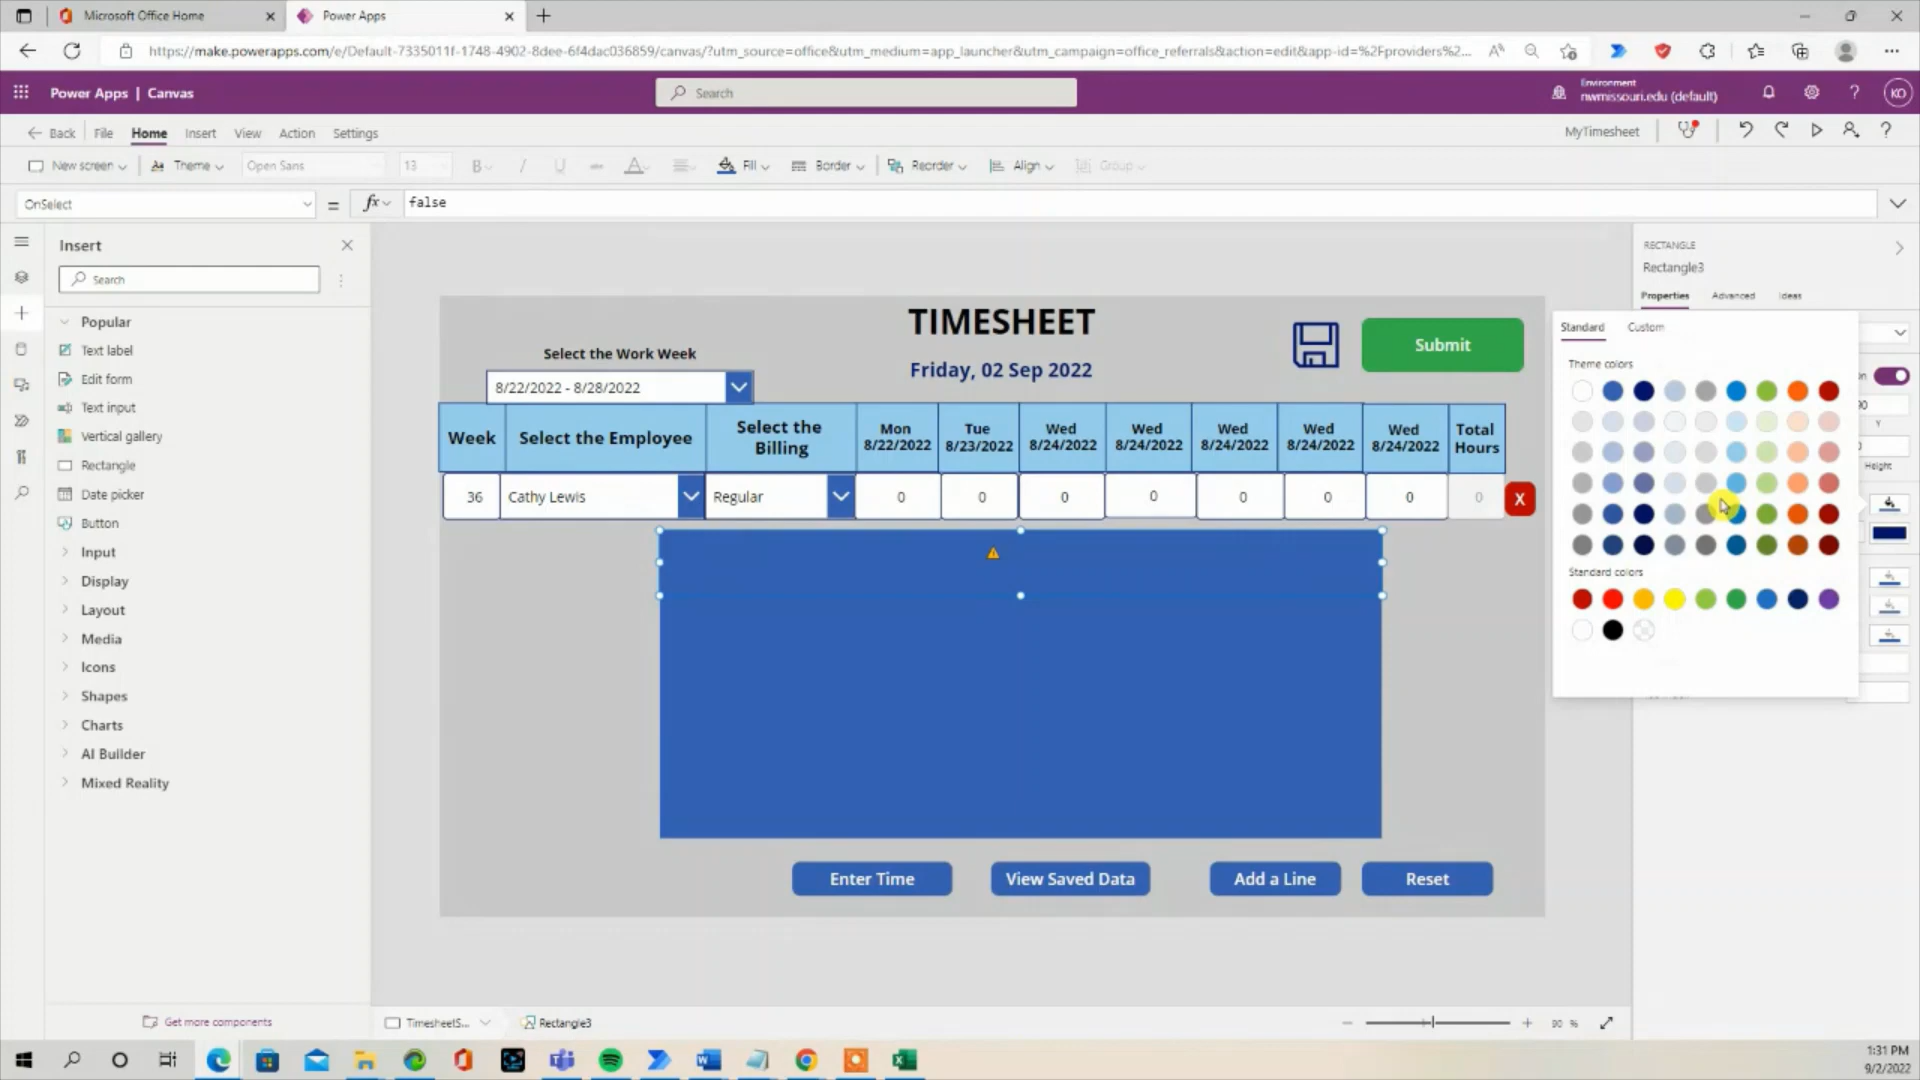 Microsoft Office Home
Power Apps
https://make.powerapps.com/e/Default-7335011f-1748-4902-8dee-6f4dac036859/canvas/?utm_source=office&utm_medium=app_launcher&utm_campaign=office_referrals&action=edit&app-id=%2Fproviders%2...
Power Apps | Canvas
Search
Environment
nwmissouri.edu (default)
KO
Back
File
Home
Insert
View
Action
Settings
MyTimesheet
New screen
Theme
Open Sans
13
Fill
Border
Reorder
Align
Group
OnSelect
=
fx
false
Insert
Search
Popular
Text label
Edit form
Text input
Vertical gallery
Rectangle
Date picker
Button
Input
Display
Layout
Media
Icons
Shapes
Charts
AI Builder
Mixed Reality
Get more components
TIMESHEET
Select the Work Week
Friday, 02 Sep 2022
8/22/2022 - 8/28/2022
Submit
Week
Select the Employee
Select the
Billing
Mon
8/22/2022
Tue
8/23/2022
Wed
8/24/2022
Wed
8/24/2022
Wed
8/24/2022
Wed
8/24/2022
Wed
8/24/2022
Total
Hours
36
Cathy Lewis
Regular
0
0
0
0
0
0
0
0
X
Enter Time
View Saved Data
Add a Line
Reset
RECTANGLE
Rectangle3
Properties
Advanced
Ideas
Standard
Custom
Theme colors
Standard colors
Y
Height
TimesheetS...
Rectangle3
90 %
1:31 PM
9/2/2022